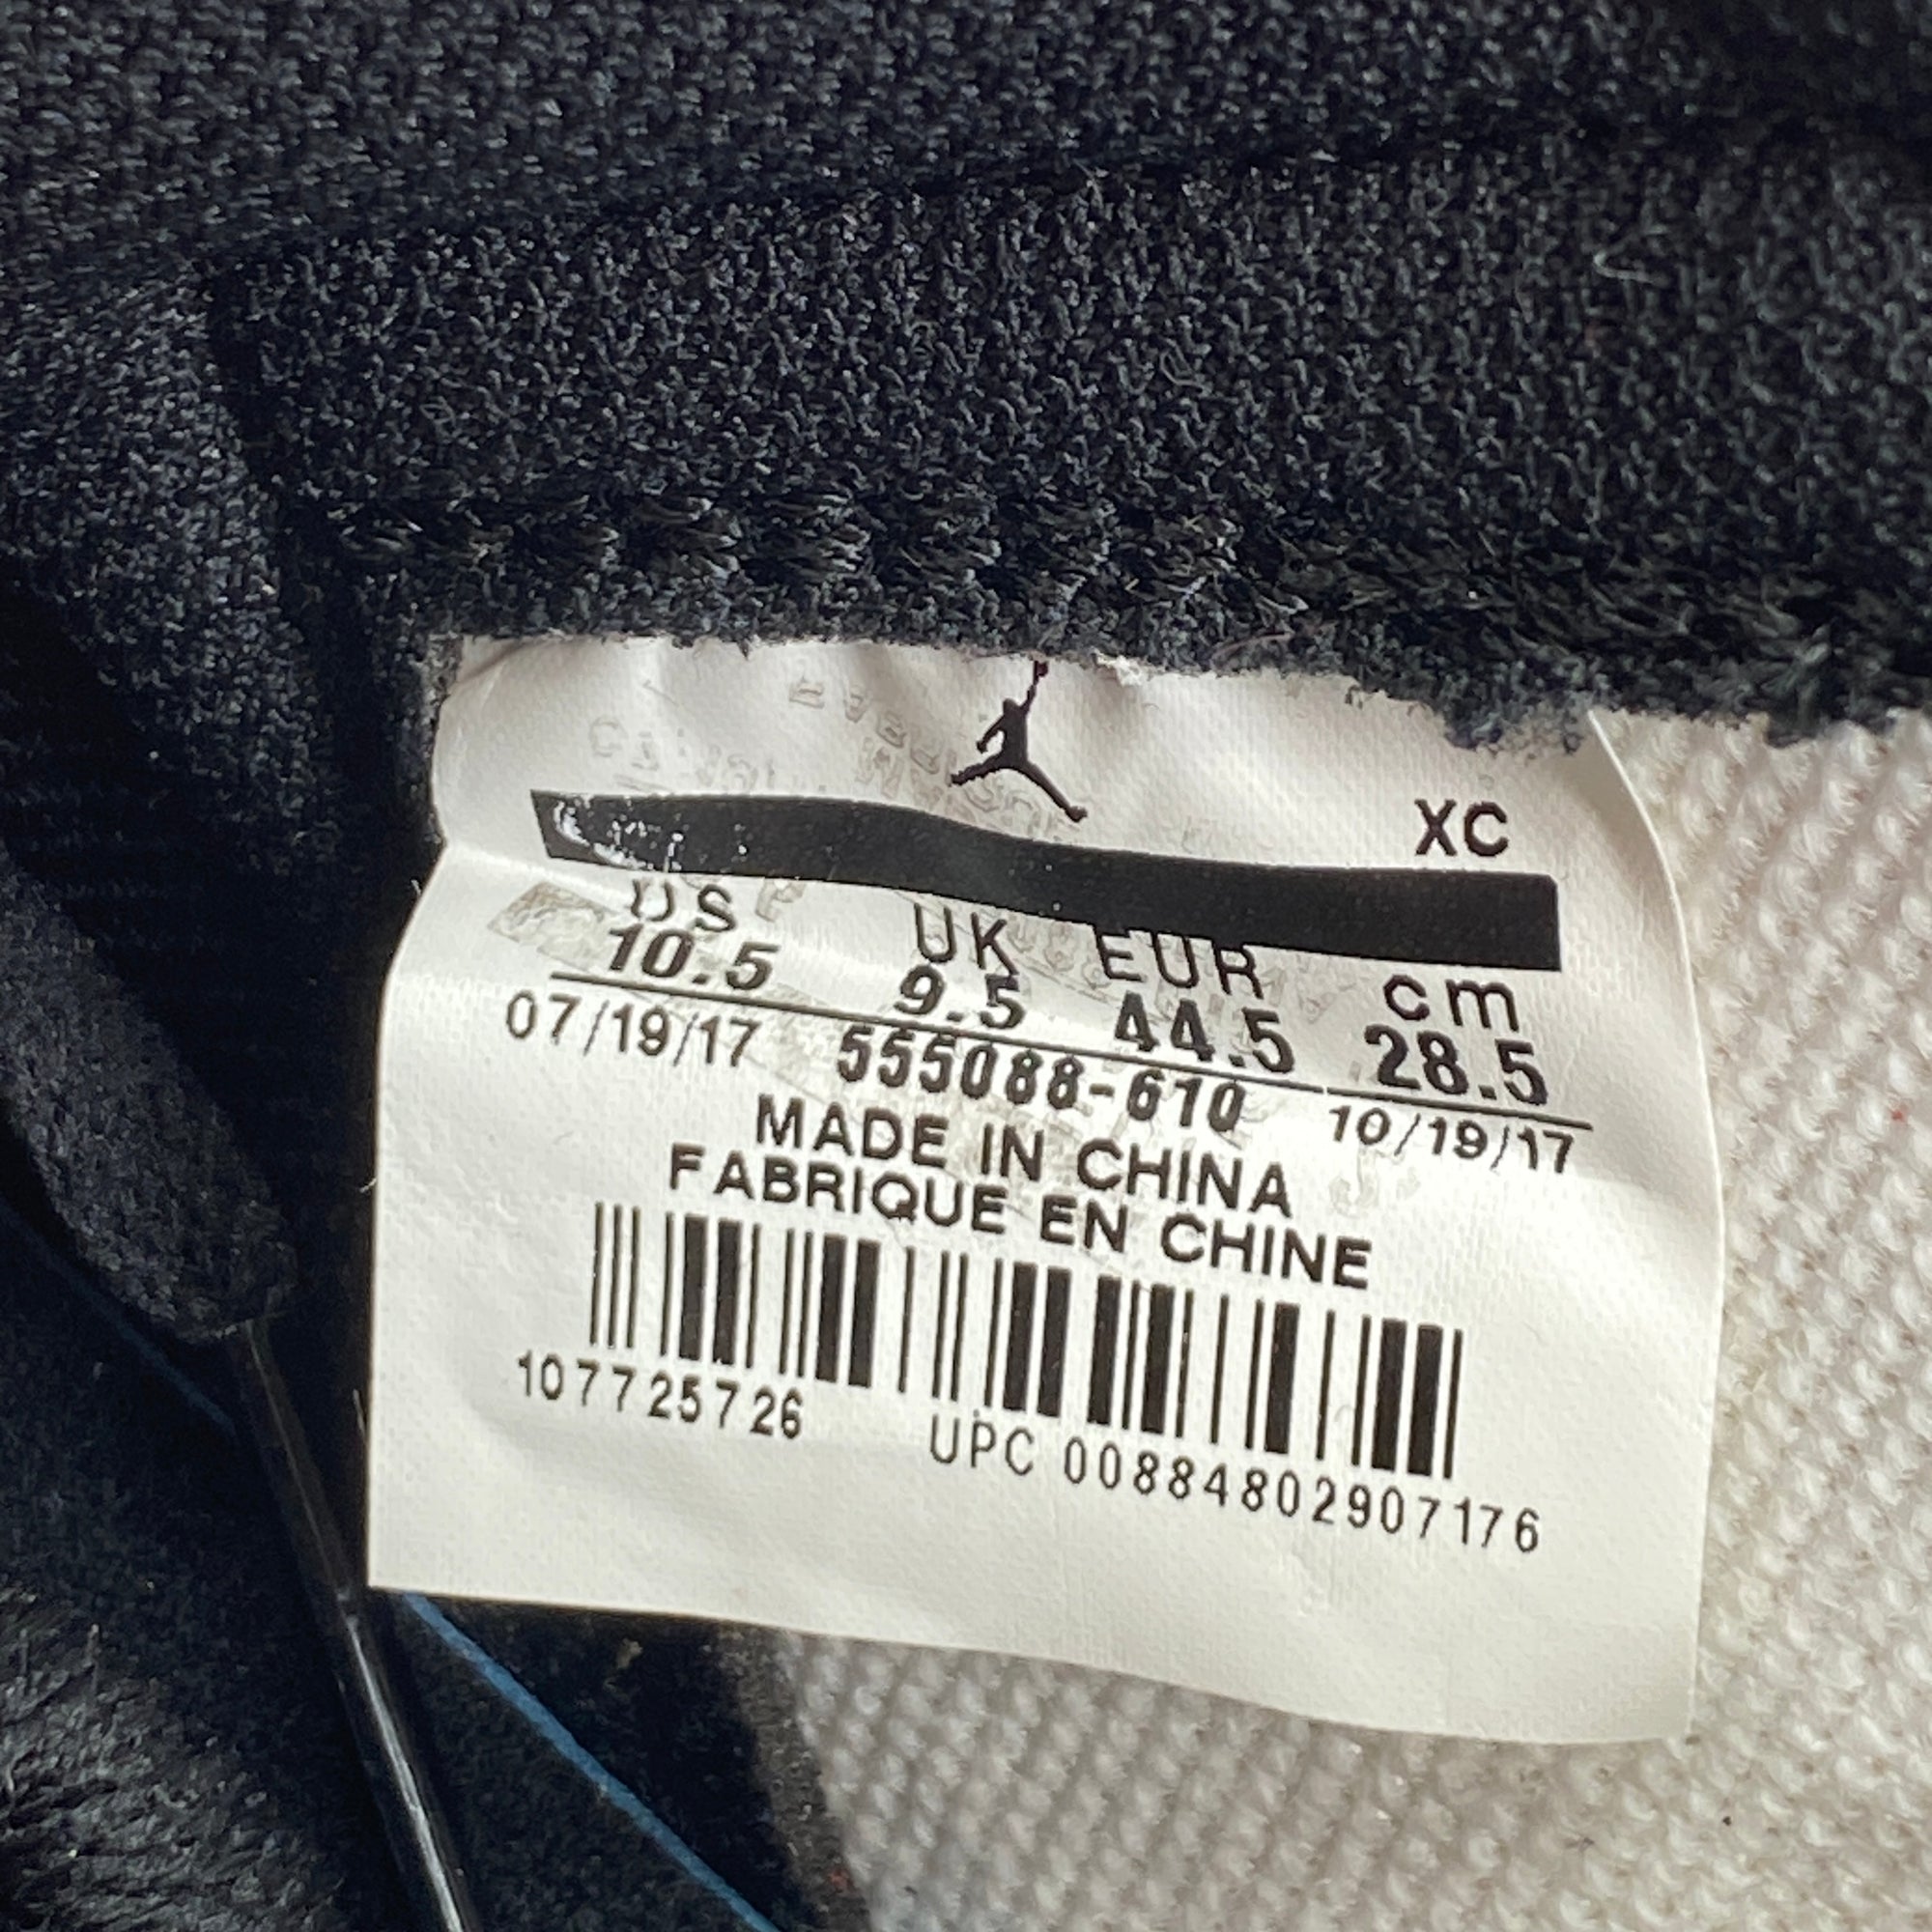 XC
US UK EUR cm
10.5 9.5 44.5 28.5
07/19/17 555088-610 10/19/17
MADE IN CHINA
FABRIQUE EN CHINE
107725726 UPC 00884802907176